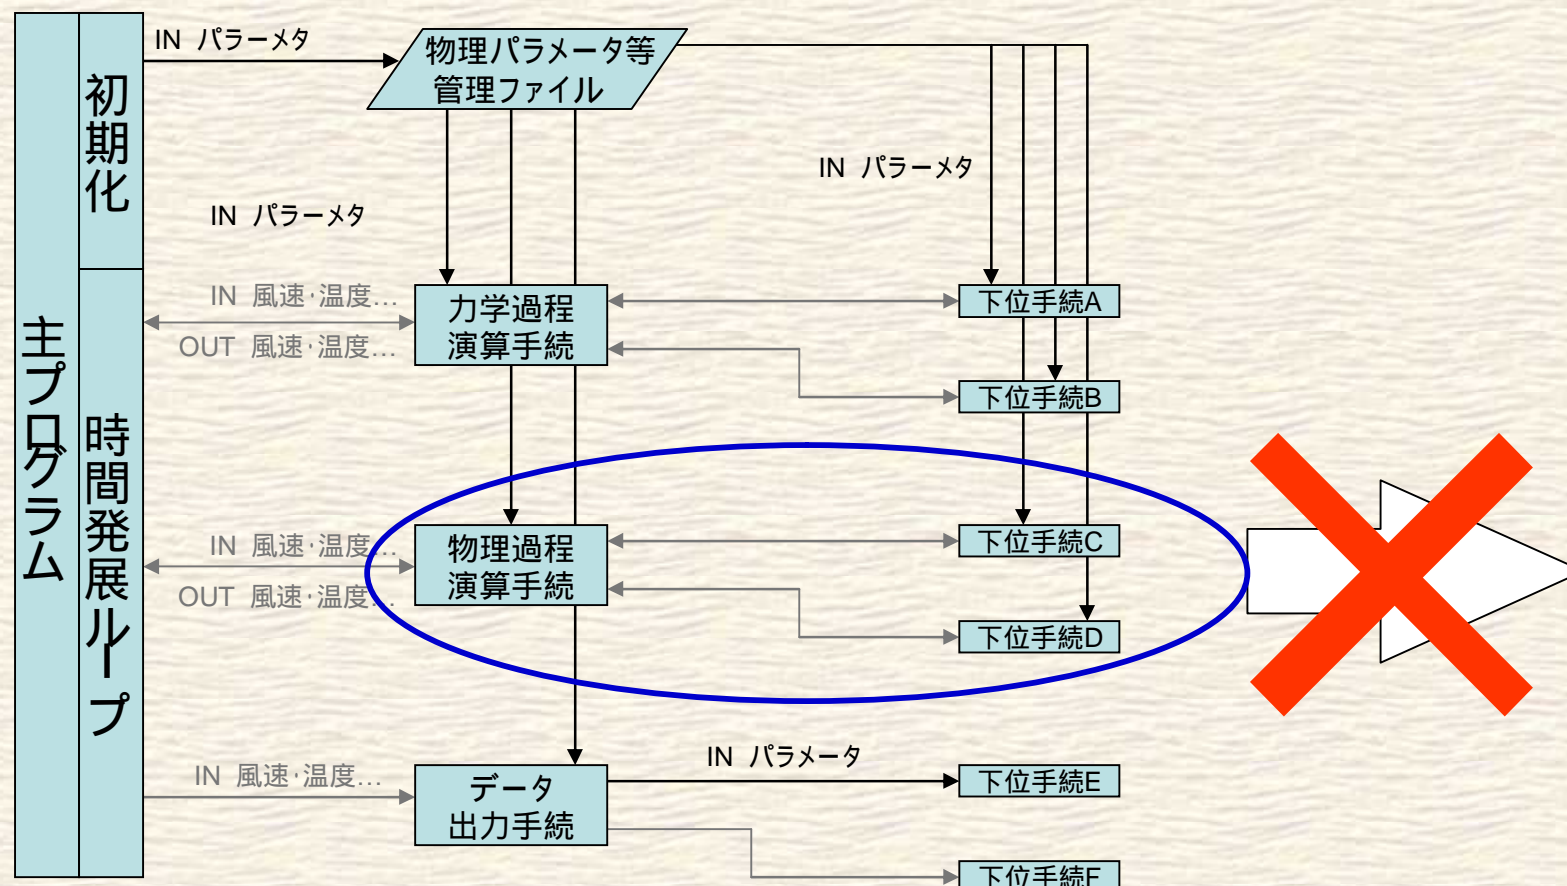 主プログラム
初期化
時間発展ループ
IN パラーメタ
物理パラメータ等
管理ファイル
IN パラーメタ
IN パラーメタ
IN 風速・温度…
OUT 風速・温度…
力学過程
演算手続
下位手続A
下位手続B
IN 風速・温度…
OUT 風速・温度…
物理過程
演算手続
下位手続C
下位手続D
IN 風速・温度…
データ
出力手続
IN パラメータ
下位手続E
下位手続F